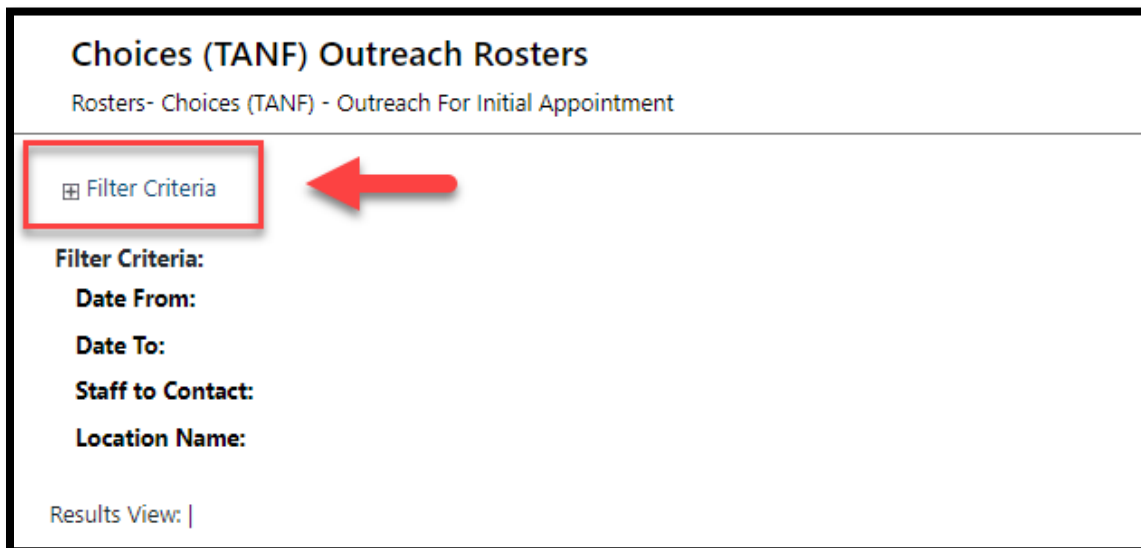 Choices (TANF) Outreach Rosters
Rosters- Choices (TANF) - Outreach For Initial Appointment
Filter Criteria
Filter Criteria:
Date From:
Date To:
Staff to Contact:
Location Name:
Results View: |